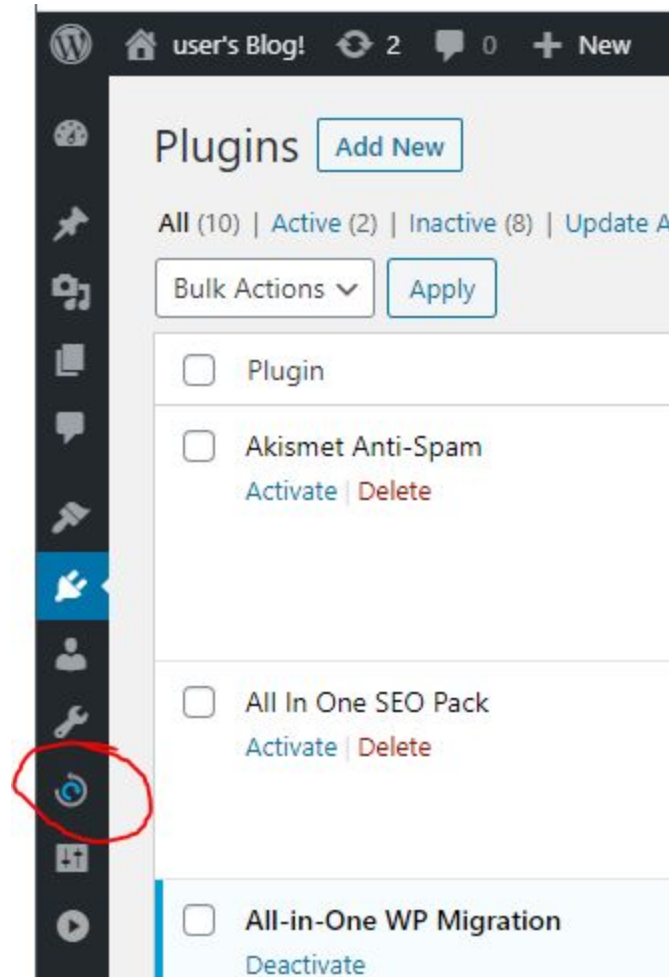 user's Blog! 2 0 + New
Plugins Add New
All (10) | Active (2) | Inactive (8) | Update
Bulk Actions Apply
Plugin
Akismet Anti-Spam
Activate | Delete
All In One SEO Pack
Activate | Delete
All-in-One WP Migration
Deactivate